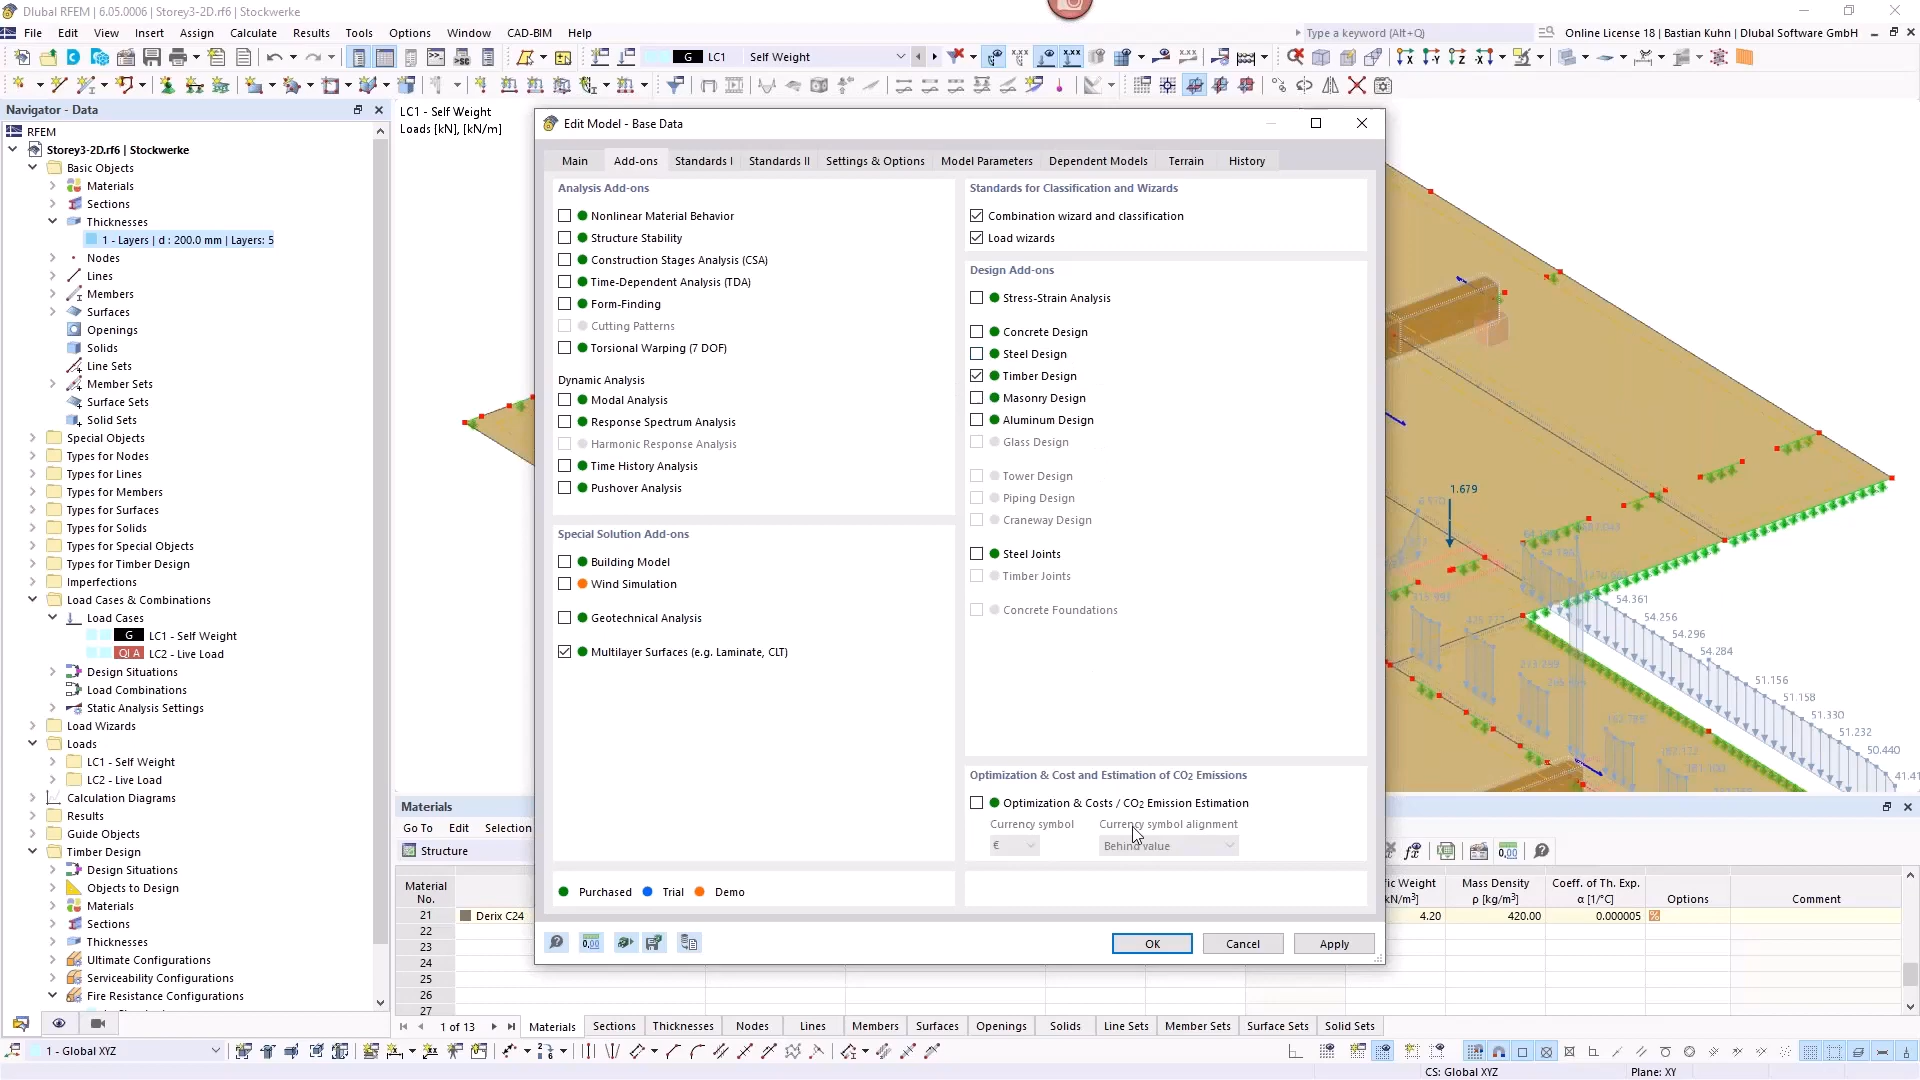 Dlubal RFEM | 6.05.0006 | Storey3-2D.rf6 | Stockwerke
File Edit View Insert Assign Calculate Results Tools Options Window CAD-BIM Help
Type a keyword (Alt+Q)
Online License 18 | Bastian Kuhn | Dlubal Software GmbH
G LC1 Self Weight
Navigator - Data
RFEM
Storey3-2D.rf6 | Stockwerke
Basic Objects
Materials
Sections
Thicknesses
1 - Layers | d : 200.0 mm | Layers: 5
Nodes
Lines
Members
Surfaces
Openings
Solids
Line Sets
Member Sets
Surface Sets
Solid Sets
Special Objects
Types for Nodes
Types for Lines
Types for Members
Types for Surfaces
Types for Solids
Types for Special Objects
Types for Timber Design
Imperfections
Load Cases & Combinations
Load Cases
G LC1 - Self Weight
QI A LC2 - Live Load
Design Situations
Load Combinations
Static Analysis Settings
Load Wizards
Loads
LC1 - Self Weight
LC2 - Live Load
Calculation Diagrams
Results
Guide Objects
Timber Design
Design Situations
Objects to Design
Materials
Sections
Thicknesses
Ultimate Configurations
Serviceability Configurations
Fire Resistance Configurations
LC1 - Self Weight
Loads [kN], [kN/m]
Edit Model - Base Data
Main Add-ons Standards I Standards II Settings & Options Model Parameters Dependent Models Terrain History
Analysis Add-ons
Nonlinear Material Behavior
Structure Stability
Construction Stages Analysis (CSA)
Time-Dependent Analysis (TDA)
Form-Finding
Cutting Patterns
Torsional Warping (7 DOF)
Dynamic Analysis
Modal Analysis
Response Spectrum Analysis
Harmonic Response Analysis
Time History Analysis
Pushover Analysis
Special Solution Add-ons
Building Model
Wind Simulation
Geotechnical Analysis
Multilayer Surfaces (e.g. Laminate, CLT)
Purchased Trial Demo
Standards for Classification and Wizards
Combination wizard and classification
Load wizards
Design Add-ons
Stress-Strain Analysis
Concrete Design
Steel Design
Timber Design
Masonry Design
Aluminum Design
Glass Design
Tower Design
Piping Design
Craneway Design
Steel Joints
Timber Joints
Concrete Foundations
Optimization & Cost and Estimation of CO2 Emissions
Optimization & Costs / CO2 Emission Estimation
Currency symbol Currency symbol alignment
€ Behind value
OK Cancel Apply
1.679
54.361
54.256
54.296
54.284
51.156
51.158
51.330
51.232
50.440
Materials
Go To Edit Selection
Structure
Material
No.
Mass Density
ρ [kg/m3]
Coeff. of Th. Exp.
α [1/°C]
Options
Comment
21 Derix C24 4.20 420.00 0.000005
22
23
24
25
26
27
1 of 13 Materials Sections Thicknesses Nodes Lines Members Surfaces Openings Solids Line Sets Member Sets Surface Sets Solid Sets
1 - Global XYZ
CS: Global XYZ Plane: XY